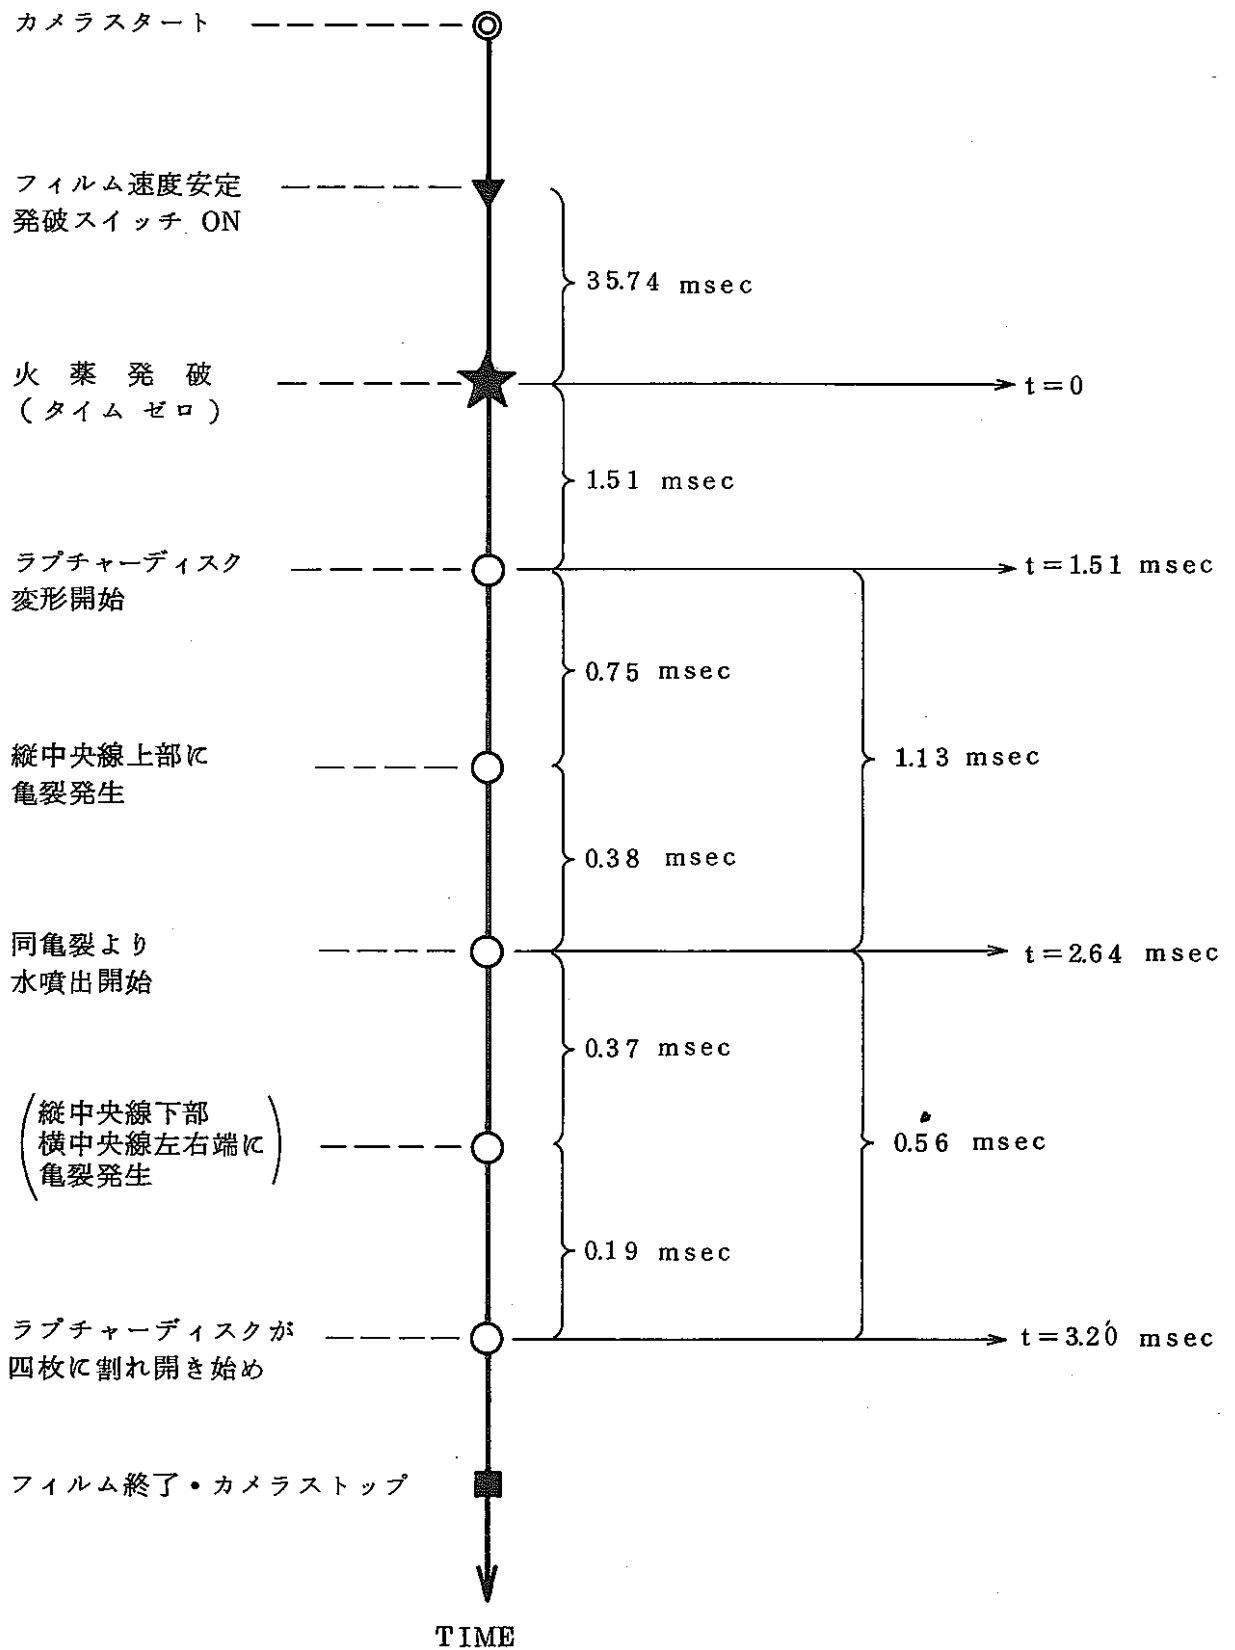 カメラスタート
フィルム速度安定
発破スイッチ ON
35.74 msec
火薬発破
(タイム ゼロ)
t=0
1.51 msec
ラプチャーディスク
変形開始
t=1.51 msec
0.75 msec
縦中央線上部に
亀裂発生
1.13 msec
0.38 msec
同亀裂より
水噴出開始
t=2.64 msec
0.37 msec
縦中央線下部
横中央線左右端に
亀裂発生
0.56 msec
0.19 msec
ラプチャーディスクが
四枚に割れ開き始め
t=3.20 msec
フィルム終了・カメラストップ
TIME